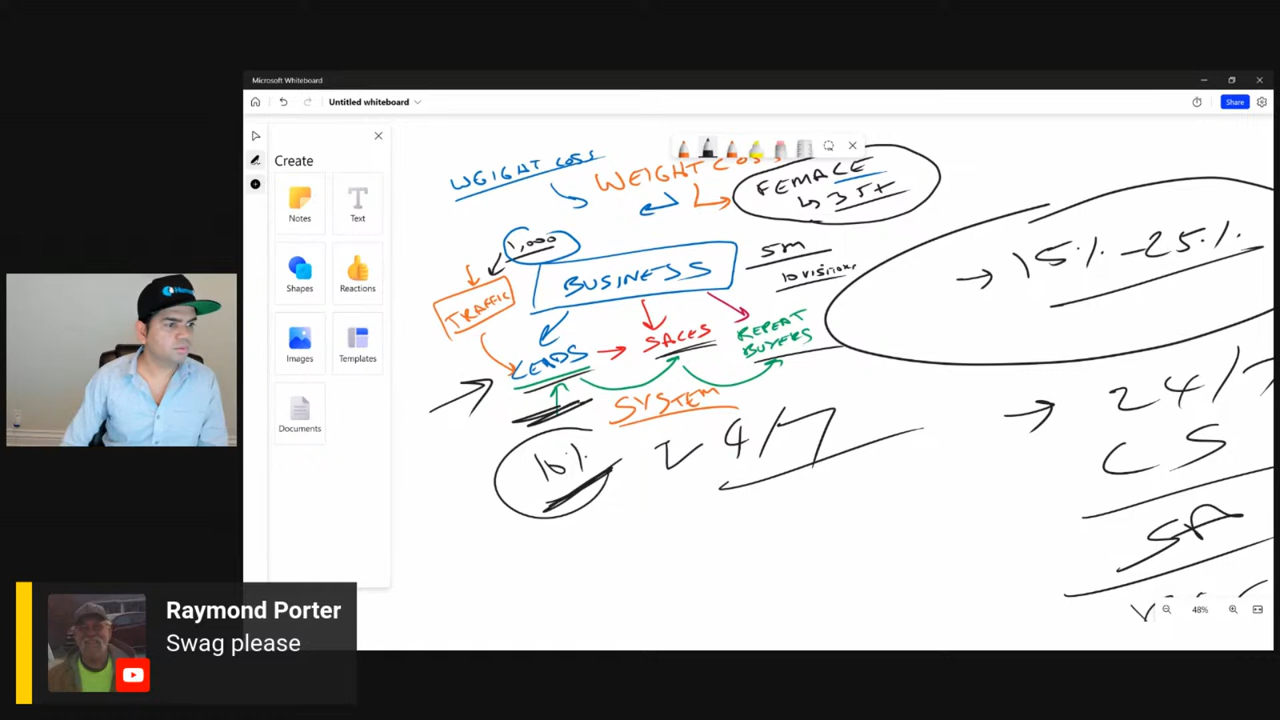 Microsoft Whiteboard
Untitled whiteboard
Share
Create
Notes
Text
Shapes
Reactions
Images
Templates
Documents
WEIGHT LOSS
WEIGHT LOSS
FEMALE
35+
1,000
BUSINESS
5m
10 visions
TRAFFIC
LEADS
SALES
REPEAT
BUYERS
SYSTEM
10%
24/7
15% - 25%
24/7
CS
48%
Raymond Porter
Swag please